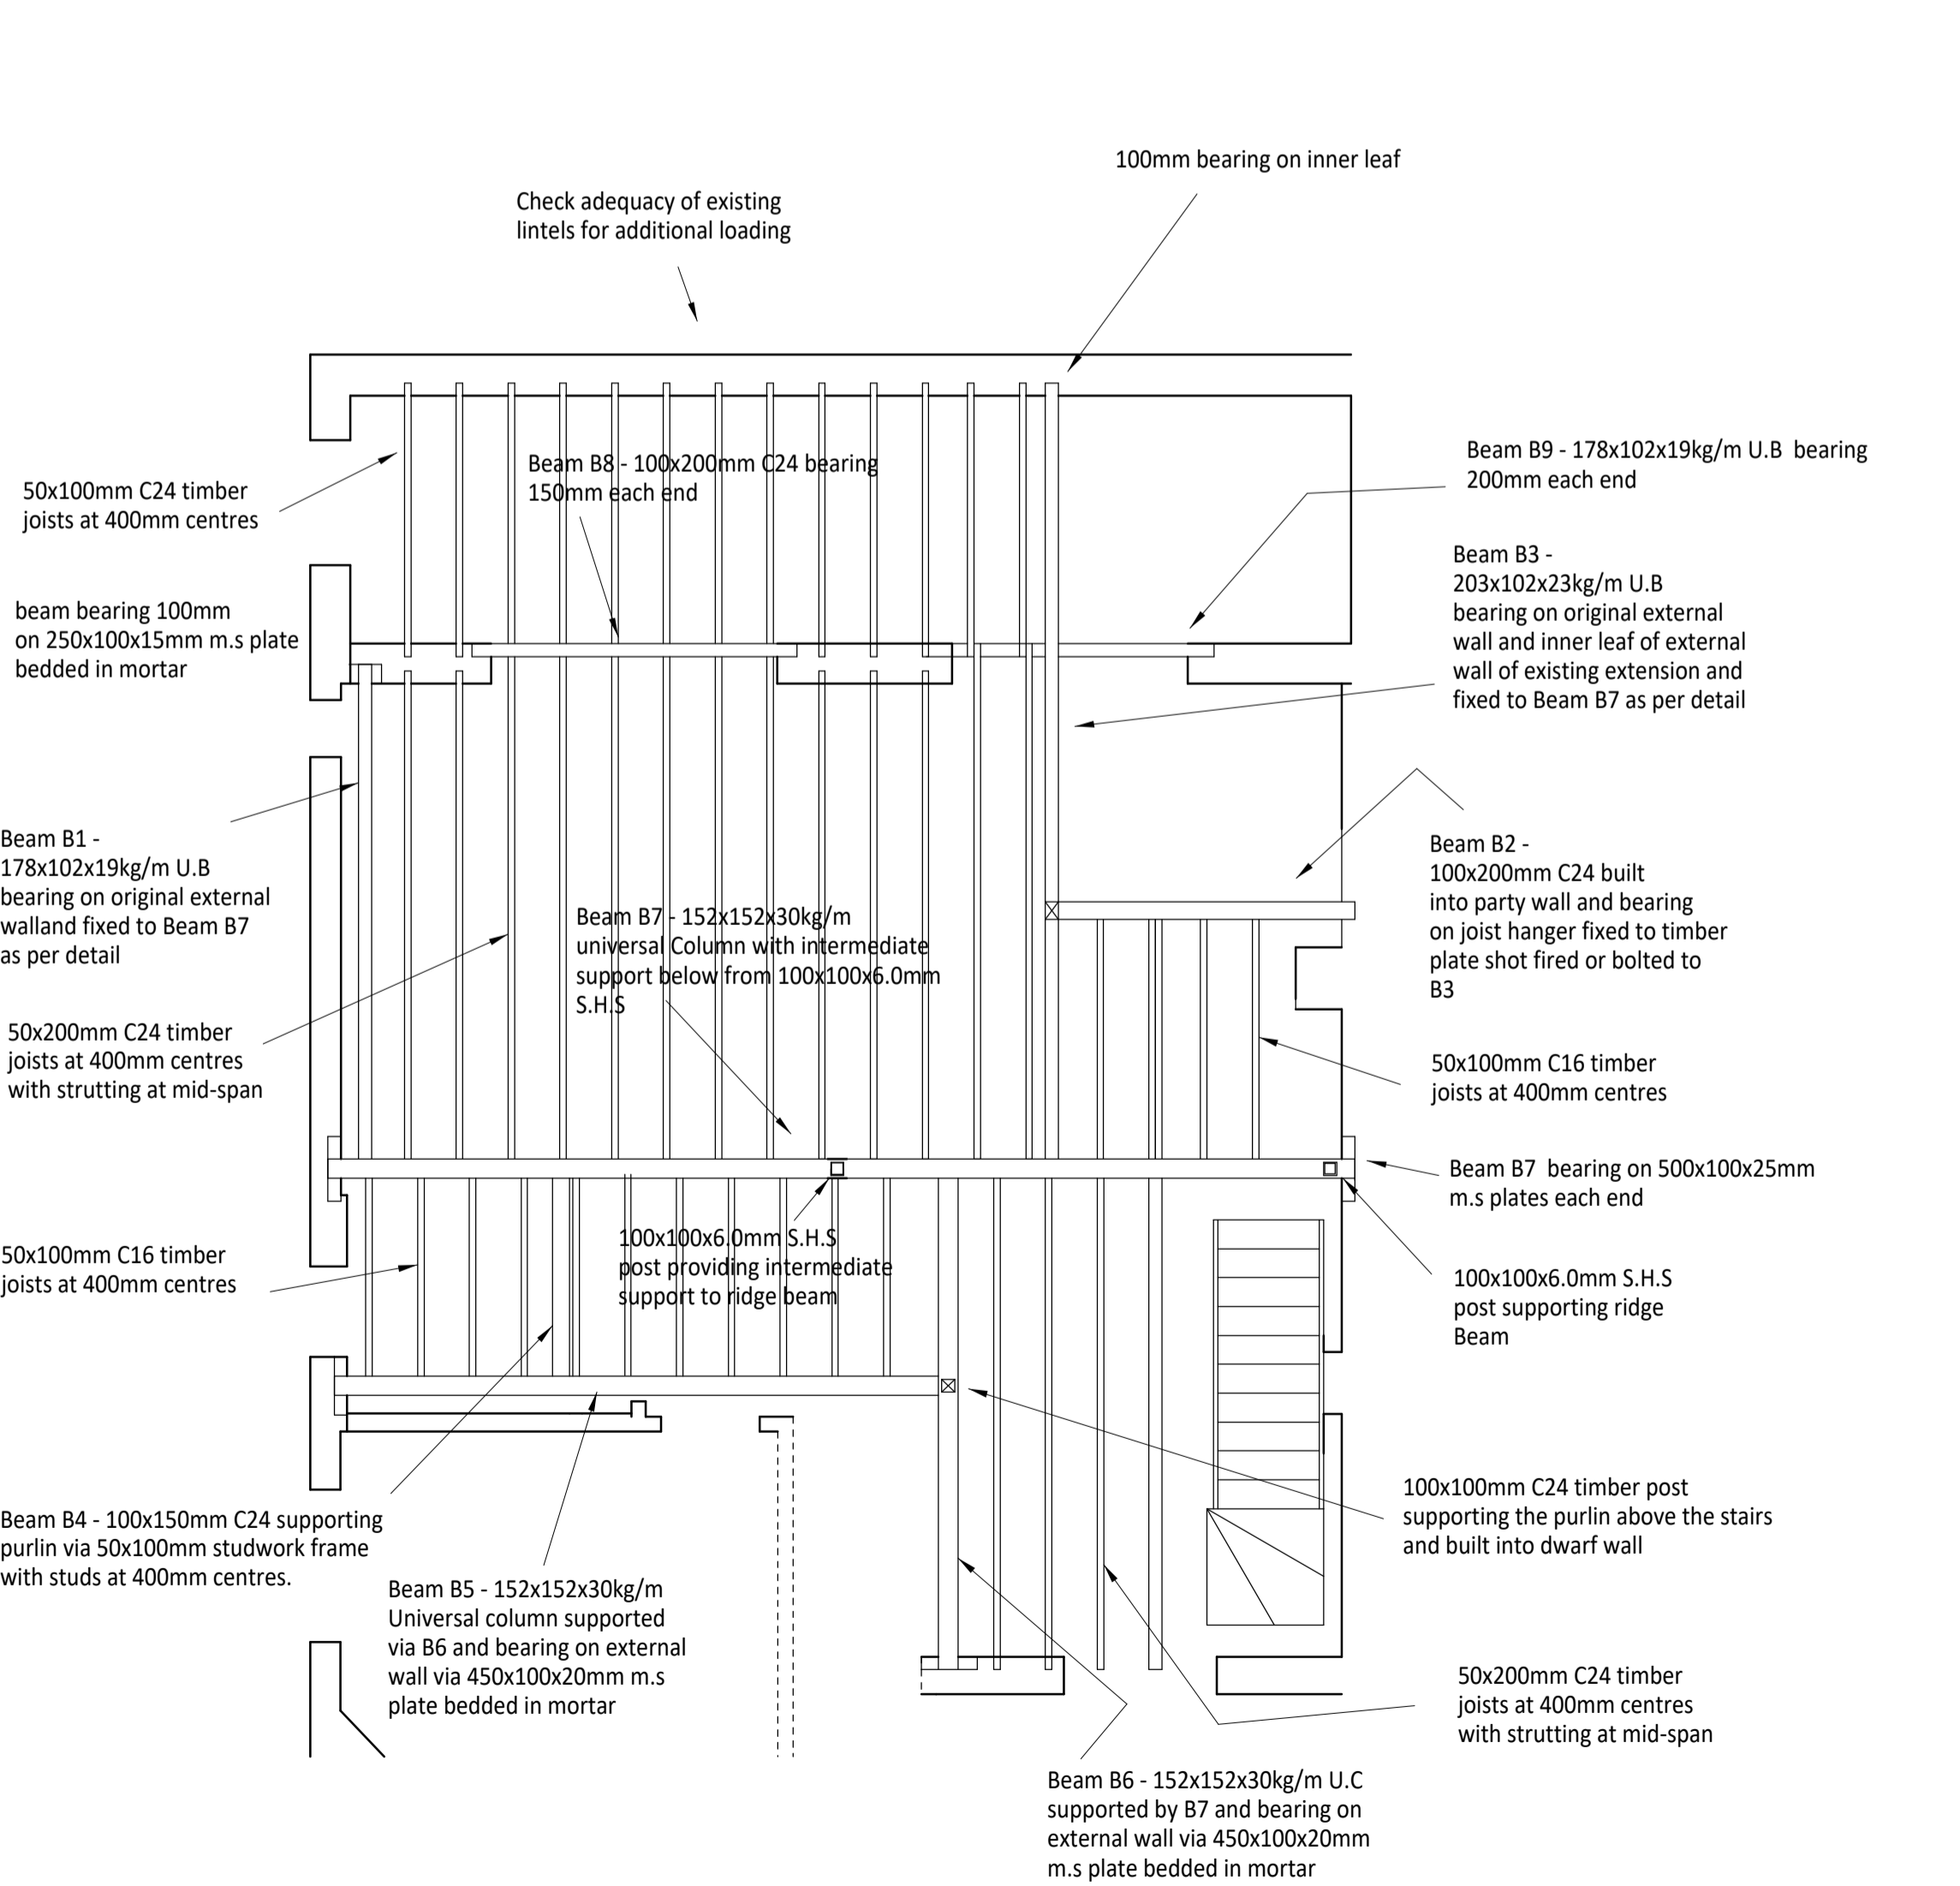 100mm bearing on inner leaf
Check adequacy of existing
lintels for additional loading
Beam B8 - 100x200mm C24 bearing
150mm each end
Beam B9 - 178x102x19kg/m U.B  bearing
200mm each end
50x100mm C24 timber
joists at 400mm centres
Beam B3 -
203x102x23kg/m U.B
bearing on original external
wall and inner leaf of external
wall of existing extension and
fixed to Beam B7 as per detail
beam bearing 100mm
on 250x100x15mm m.s plate
bedded in mortar
Beam B1 -
178x102x19kg/m U.B
bearing on original external
walland fixed to Beam B7
as per detail
Beam B2 -
100x200mm C24 built
into party wall and bearing
on joist hanger fixed to timber
plate shot fired or bolted to
B3
Beam B7 - 152x152x30kg/m
universal Column with intermediate
support below from 100x100x6.0mm
S.H.S
50x200mm C24 timber
joists at 400mm centres
with strutting at mid-span
50x100mm C16 timber
joists at 400mm centres
Beam B7  bearing on 500x100x25mm
m.s plates each end
100x100x6.0mm S.H.S
post providing intermediate
support to ridge beam
50x100mm C16 timber
joists at 400mm centres
100x100x6.0mm S.H.S
post supporting ridge
Beam
100x100mm C24 timber post
supporting the purlin above the stairs
and built into dwarf wall
Beam B4 - 100x150mm C24 supporting
purlin via 50x100mm studwork frame
with studs at 400mm centres.
Beam B5 - 152x152x30kg/m
Universal column supported
via B6 and bearing on external
wall via 450x100x20mm m.s
plate bedded in mortar
50x200mm C24 timber
joists at 400mm centres
with strutting at mid-span
Beam B6 - 152x152x30kg/m U.C
supported by B7 and bearing on
external wall via 450x100x20mm
m.s plate bedded in mortar